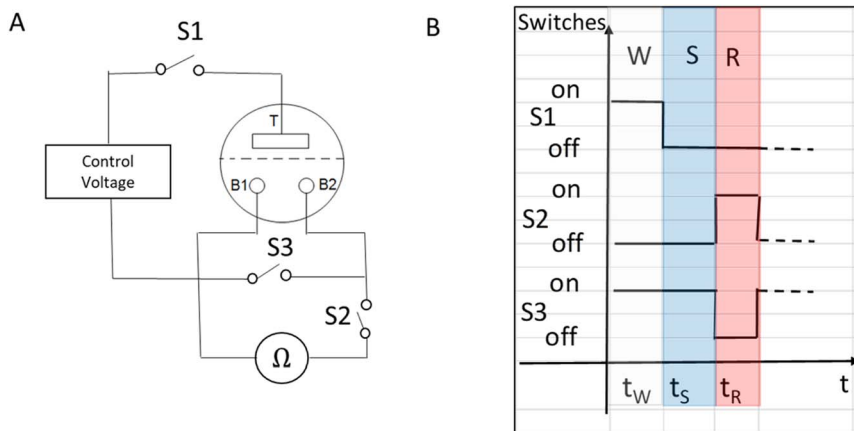 A
S1
T
Control
Voltage
B1
B2
S3
S2
Ω
B
Switches
W S R
on
S1
off
on
S2
off
on
S3
off
tW tS tR t